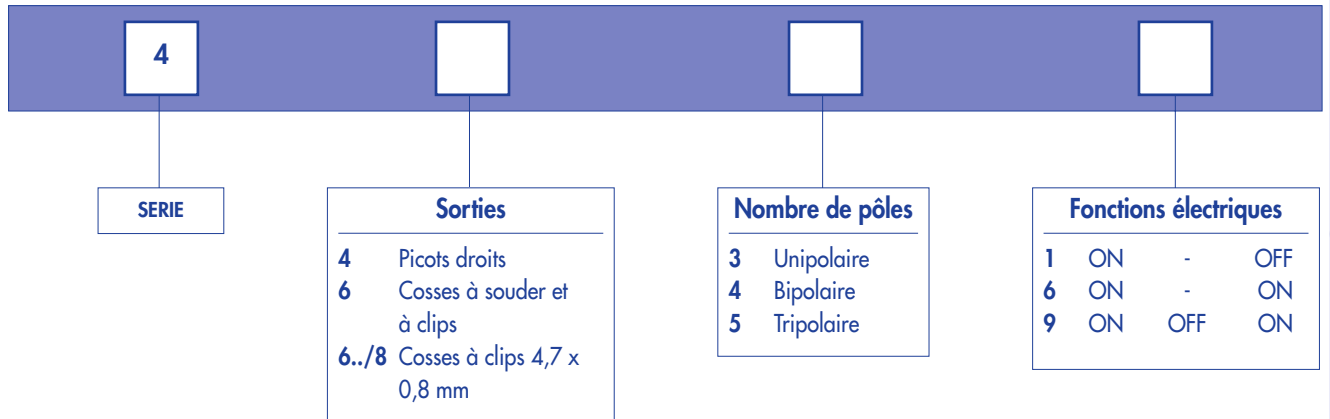 4
SERIE
Sorties
4 Picots droits
6 Cosses à souder et
à clips
6../8 Cosses à clips 4,7 x
0,8 mm
Nombre de pôles
3 Unipolaire
4 Bipolaire
5 Tripolaire
Fonctions électriques
1 ON - OFF
6 ON - ON
9 ON OFF ON